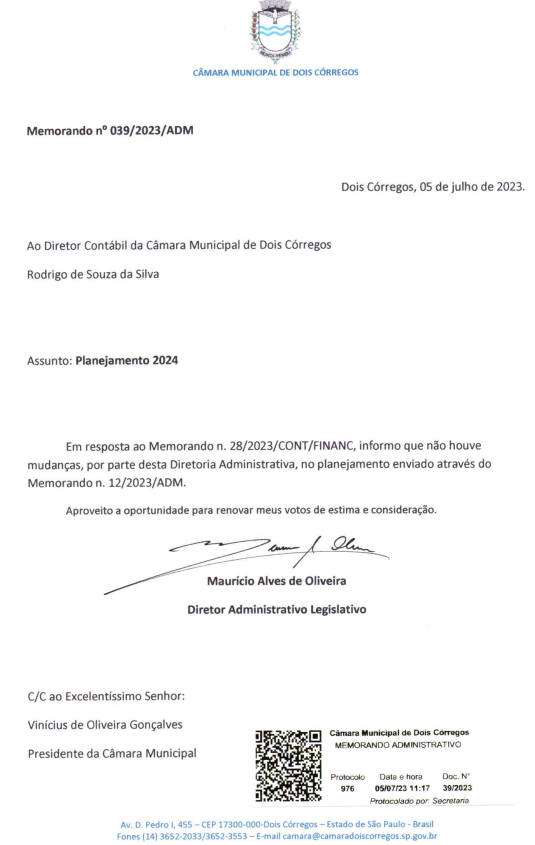 CÂMARA MUNICIPAL DE DOIS CÓRREGOS
Memorando nº 039/2023/ADM
Dois Córregos, 05 de julho de 2023.
Ao Diretor Contábil da Câmara Municipal de Dois Córregos
Rodrigo de Souza da Silva
Assunto: Planejamento 2024
Em resposta ao Memorando n. 28/2023/CONT/FINANC, informo que não houve
mudanças, por parte desta Diretoria Administrativa, no planejamento enviado através do
Memorando n. 12/2023/ADM.
Aproveito a oportunidade para renovar meus votos de estima e consideração.
Maurício Alves de Oliveira
Diretor Administrativo Legislativo
C/C ao Excelentíssimo Senhor:
Vinícius de Oliveira Gonçalves
Presidente da Câmara Municipal
Câmara Municipal de Dois Córregos
MEMORANDO ADMINISTRATIVO
Protocolo Data e hora Doc. N°
976 05/07/23 11:17 39/2023
Protocolado por: Secretaria
Av. D. Pedro I, 455 – CEP 17300-000-Dois Córregos – Estado de São Paulo - Brasil
Fones (14) 3652-2033/3652-3553 – E-mail camara@camaradoiscorregos.sp.gov.br